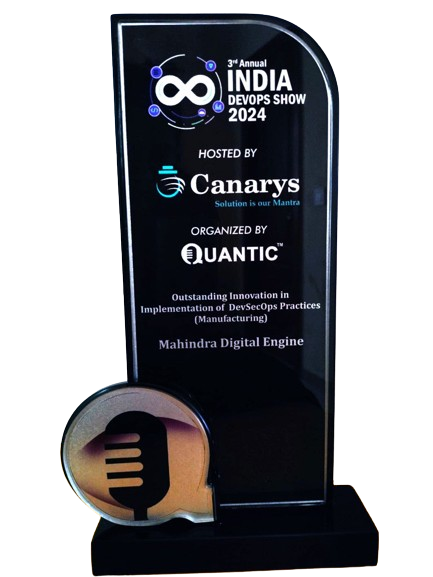 3rd Annual
INDIA
DEVOPS SHOW
2024
HOSTED BY
Canarys
Solution is our Mantra
ORGANIZED BY
QUANTIC™
Outstanding Innovation in
Implementation of DevSecOps Practices
(Manufacturing)
Mahindra Digital Engine